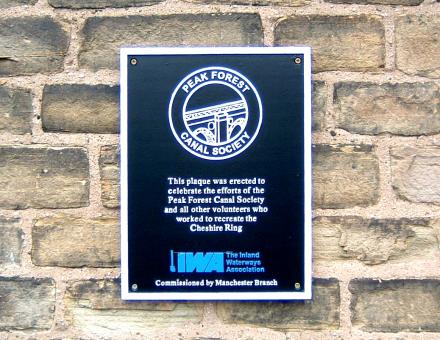 PEAK FOREST
CANAL SOCIETY
This plaque was erected to
celebrate the efforts of the
Peak Forest Canal Society
and all other volunteers who
worked to recreate the
Cheshire Ring
IWA The Inland
Waterways
Association
Commissioned by Manchester Branch